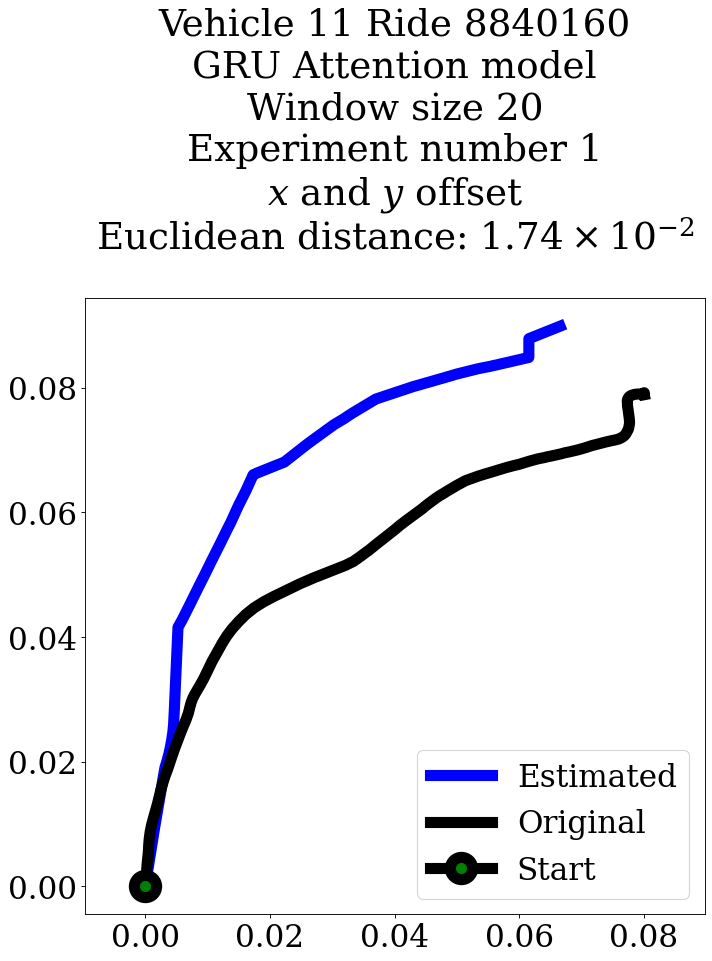 Vehicle 11 Ride 8840160
GRU Attention model
Window size 20
Experiment number 1
x and y offset
Euclidean distance: 1.74 × 10⁻²
0.08
0.06
0.04
0.02
0.00
Estimated
Original
Start
0.00 0.02 0.04 0.06 0.08